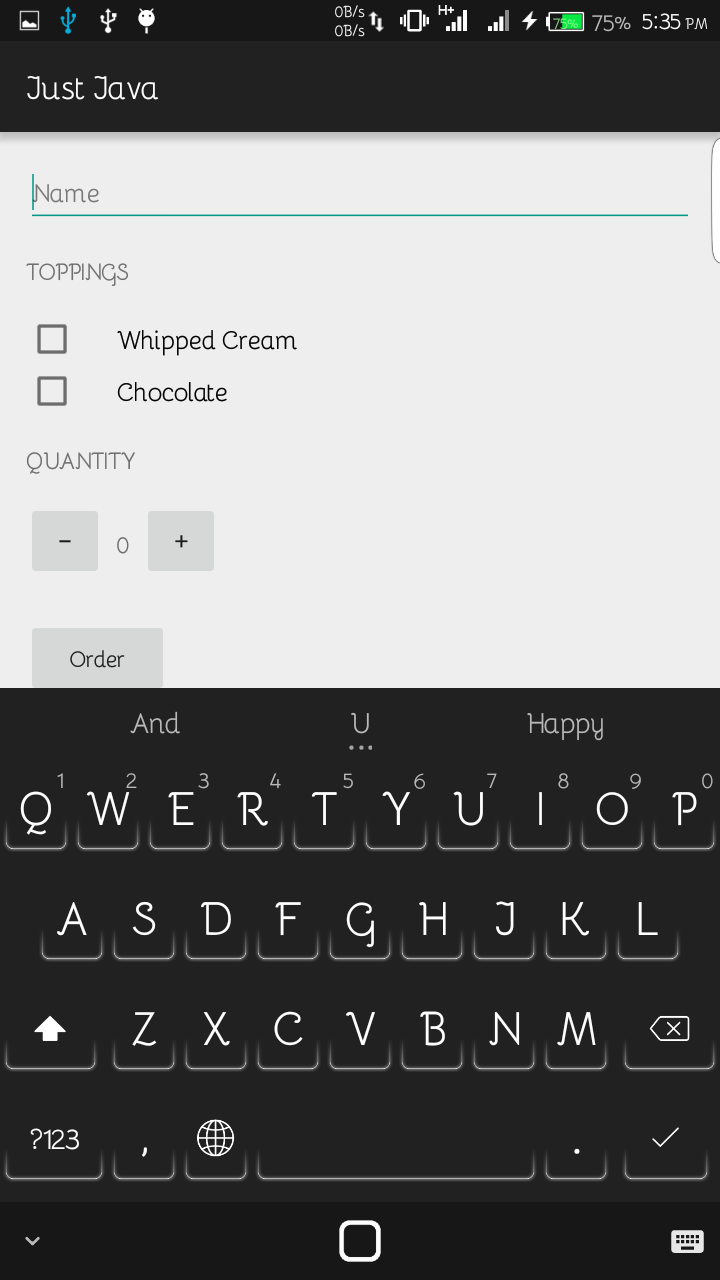 0B/s
0B/s
H+
75%
75%
5:35 PM
Just Java
Name
TOPPINGS
Whipped Cream
Chocolate
QUANTITY
− 0 +
Order
And U Happy
1 2 3 4 5 6 7 8 9 0
Q W E R T Y U I O P
A S D F G H J K L
Z X C V B N M
?123 , .